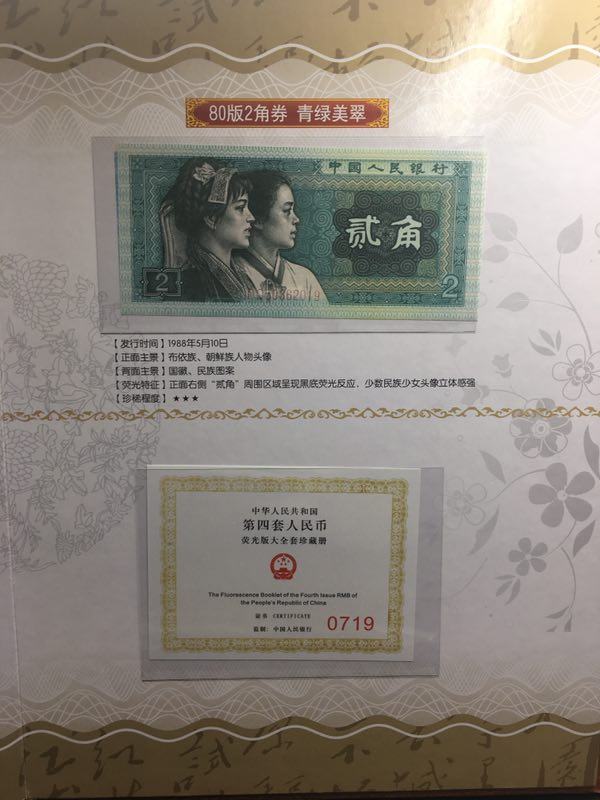 80版2角券 青绿美翠
中国人民银行
贰角
2
2
【发行时间】1988年5月10日
【正面主景】布依族、朝鲜族人物头像
【背面主景】国徽、民族图案
【荧光特征】正面右侧“贰角”周围区域呈现黑底荧光反应，少数民族少女头像立体感强
【珍稀程度】★★★
中华人民共和国
第四套人民币
荧光版大全套珍藏册
The Fluorescence Booklet of the Fourth Issue RMB of
the People's Republic of China
证书 CERTIFICATE
监制：中国人民银行
0719